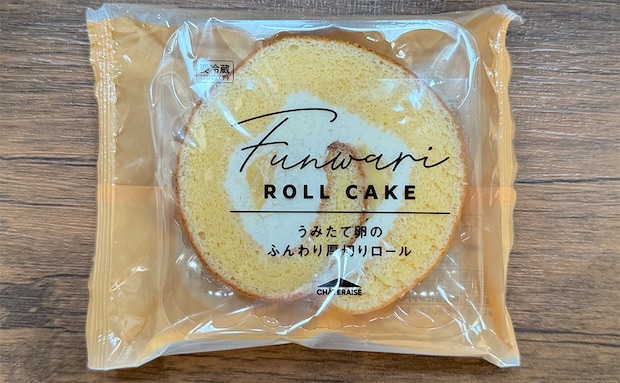 要冷蔵
Funwari
ROLL CAKE
うみたて卵の
ふんわり厚切りロール
CHATERAISÉ